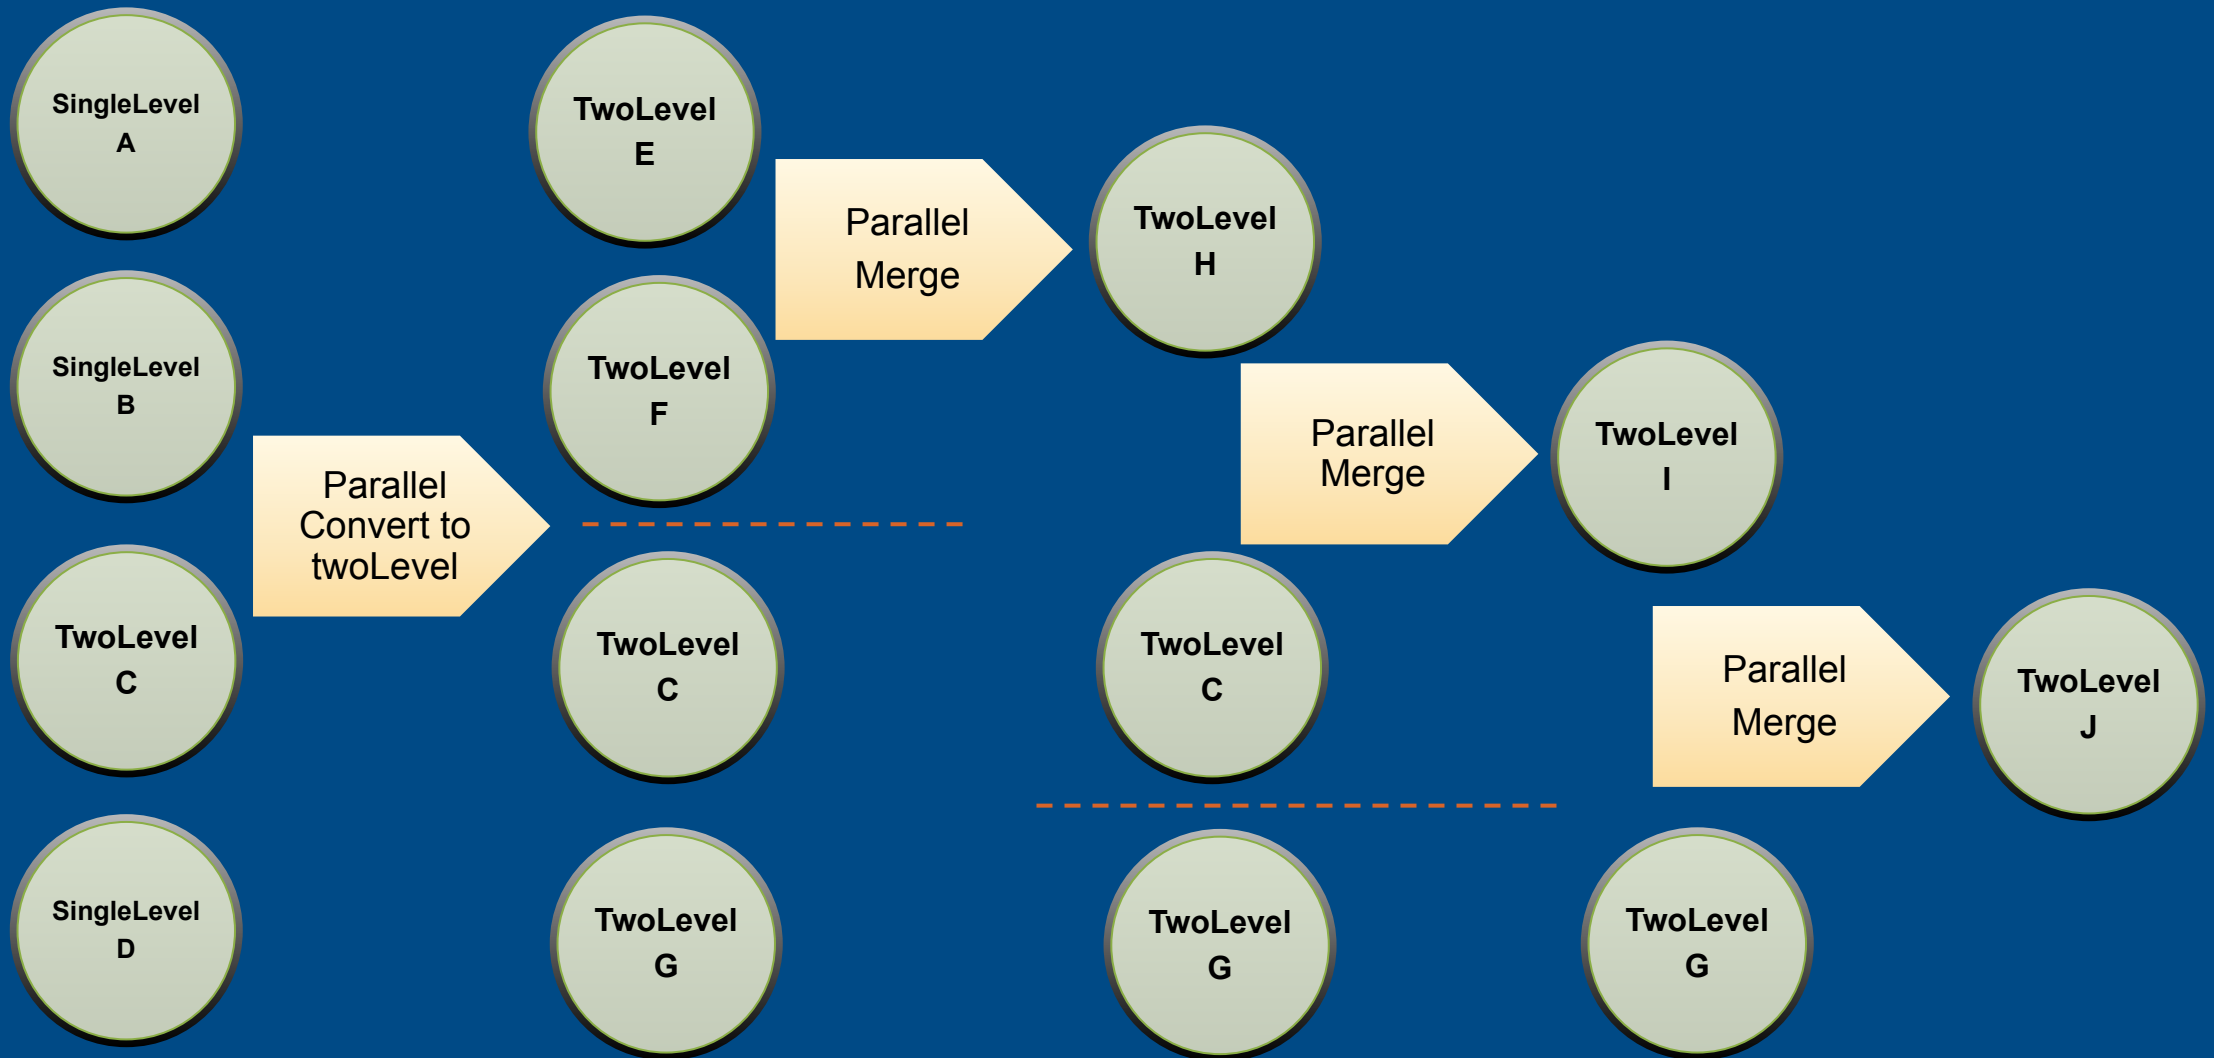 SingleLevel
A
SingleLevel
B
TwoLevel
C
SingleLevel
D
Parallel
Convert to
twoLevel
TwoLevel
E
TwoLevel
F
TwoLevel
C
TwoLevel
G
Parallel
Merge
TwoLevel
H
TwoLevel
C
TwoLevel
G
Parallel
Merge
TwoLevel
I
TwoLevel
G
Parallel
Merge
TwoLevel
J